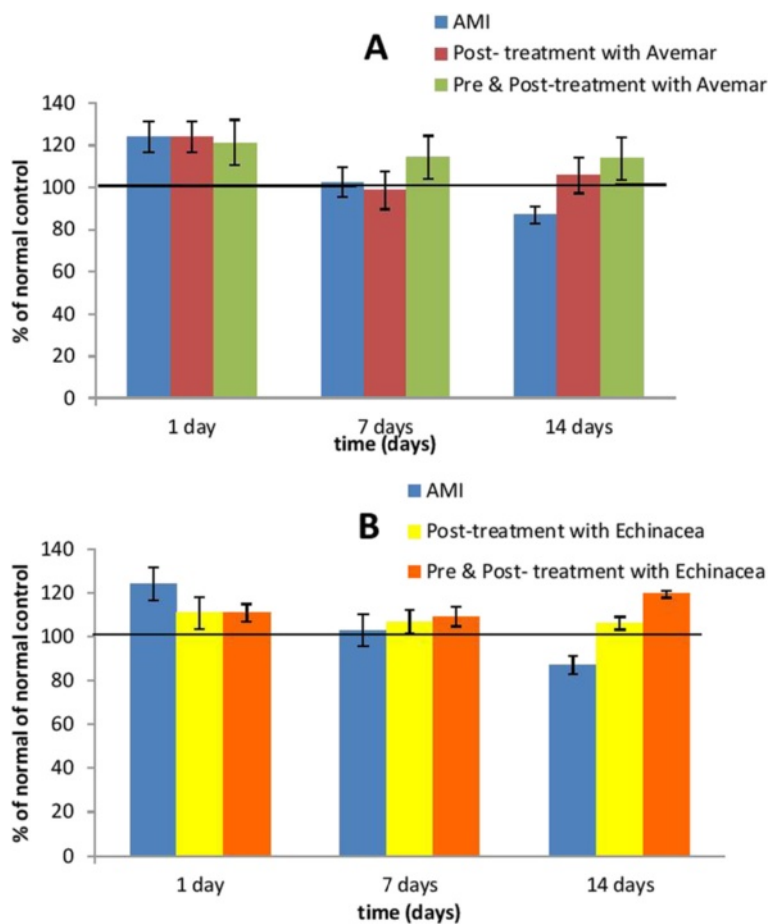 A
AMI
Post- treatment with Avemar
Pre & Post-treatment with Avemar
% of normal control
140
120
100
80
60
40
20
0
1 day
7 days
14 days
time (days)
B
AMI
Post-treatment with Echinacea
Pre & Post- treatment with Echinacea
% of normal of normal control
140
120
100
80
60
40
20
0
1 day
7 days
14 days
time (days)